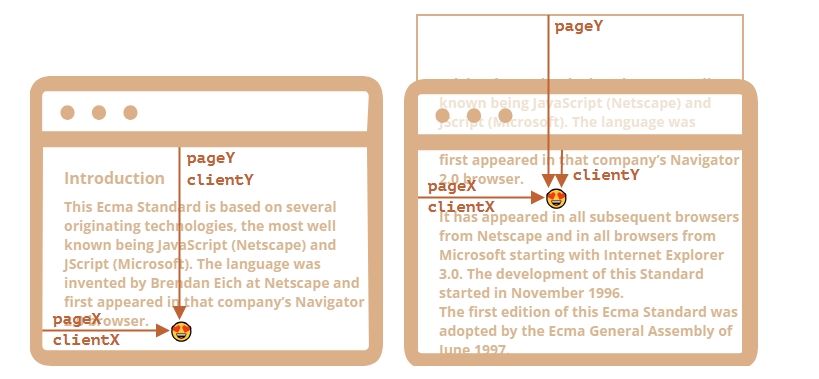 pageY
clientY
Introduction
This Ecma Standard is based on several
originating technologies, the most well
known being JavaScript (Netscape) and
JScript (Microsoft). The language was
invented by Brendan Eich at Netscape and
first appeared in that company’s Navigator
2.0 browser.
pageX
clientX
pageY
known being JavaScript (Netscape) and
JScript (Microsoft). The language was
first appeared in that company’s Navigator
2.0 browser.
clientY
pageX
clientX
It has appeared in all subsequent browsers
from Netscape and in all browsers from
Microsoft starting with Internet Explorer
3.0. The development of this Standard
started in November 1996.
The first edition of this Ecma Standard was
adopted by the Ecma General Assembly of
June 1997.